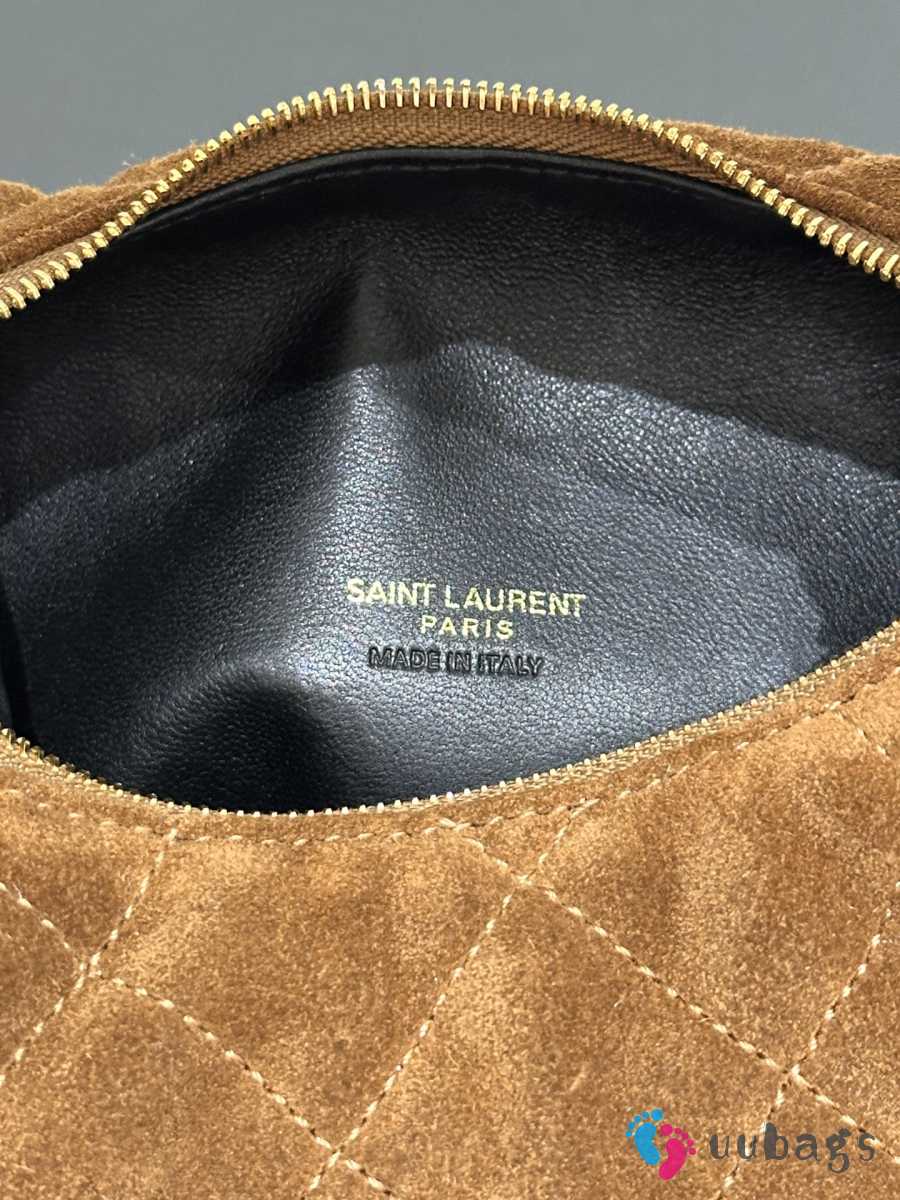 SAINT LAURENT
PARIS
MADE IN ITALY
uubags